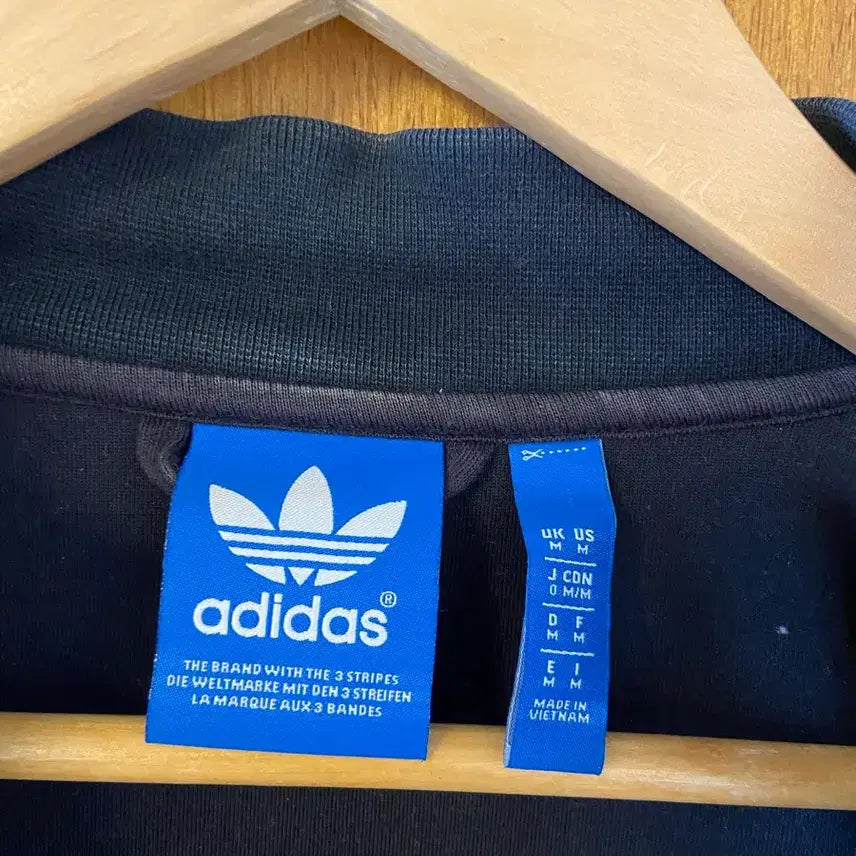 adidas®
THE BRAND WITH THE 3 STRIPES
DIE WELTMARKE MIT DEN 3 STREIFEN
LA MARQUE AUX 3 BANDES
UK US
M M
J CDN
O M/M
D F
M M
E I
M M
MADE IN
VIETNAM